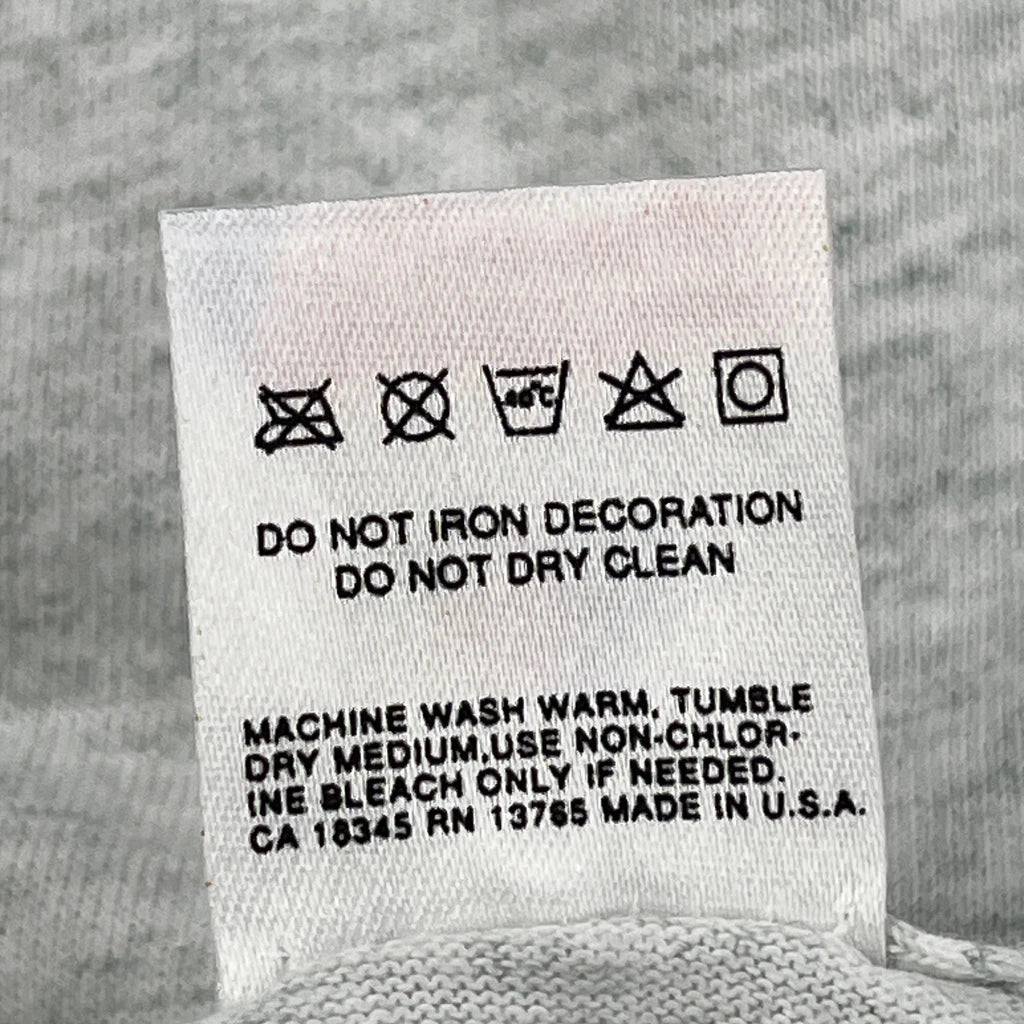 40°C
DO NOT IRON DECORATION
DO NOT DRY CLEAN
MACHINE WASH WARM, TUMBLE
DRY MEDIUM,USE NON-CHLOR-
INE BLEACH ONLY IF NEEDED.
CA 18345 RN 13765 MADE IN U.S.A.